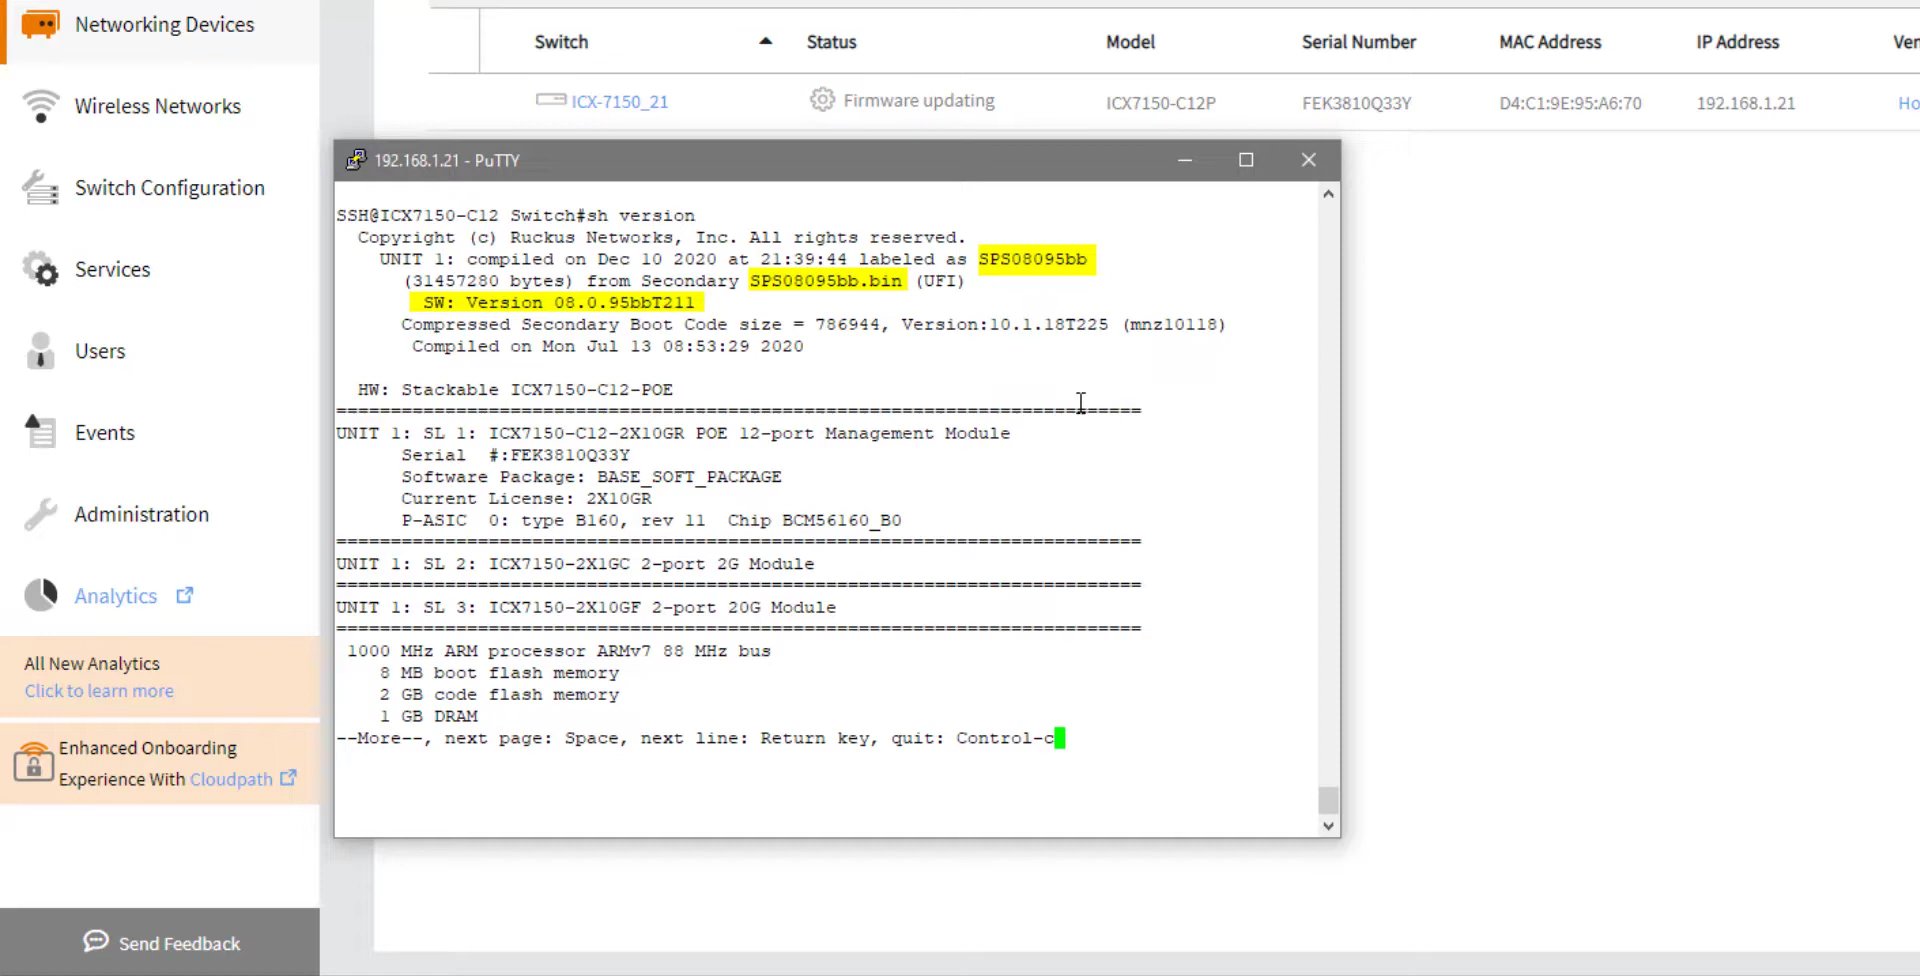 Networking Devices
Wireless Networks
Switch Configuration
Services
Users
Events
Administration
Analytics
All New Analytics
Click to learn more
Enhanced Onboarding
Experience With Cloudpath
Send Feedback
Switch Status Model Serial Number MAC Address IP Address Ver
ICX-7150_21 Firmware updating ICX7150-C12P FEK3810Q33Y D4:C1:9E:95:A6:70 192.168.1.21 Ho
192.168.1.21 - PuTTY
SSH@ICX7150-C12 Switch#sh version
Copyright (c) Ruckus Networks, Inc. All rights reserved.
UNIT 1: compiled on Dec 10 2020 at 21:39:44 labeled as SPS08095bb
(31457280 bytes) from Secondary SPS08095bb.bin (UFI)
SW: Version 08.0.95bbT211
Compressed Secondary Boot Code size = 786944, Version:10.1.18T225 (mnz10118)
Compiled on Mon Jul 13 08:53:29 2020
HW: Stackable ICX7150-C12-POE
==========================================================================
UNIT 1: SL 1: ICX7150-C12-2X10GR POE 12-port Management Module
Serial #:FEK3810Q33Y
Software Package: BASE_SOFT_PACKAGE
Current License: 2X10GR
P-ASIC 0: type B160, rev 11 Chip BCM56160_B0
==========================================================================
UNIT 1: SL 2: ICX7150-2X1GC 2-port 2G Module
==========================================================================
UNIT 1: SL 3: ICX7150-2X10GF 2-port 20G Module
==========================================================================
1000 MHz ARM processor ARMv7 88 MHz bus
8 MB boot flash memory
2 GB code flash memory
1 GB DRAM
--More--, next page: Space, next line: Return key, quit: Control-c